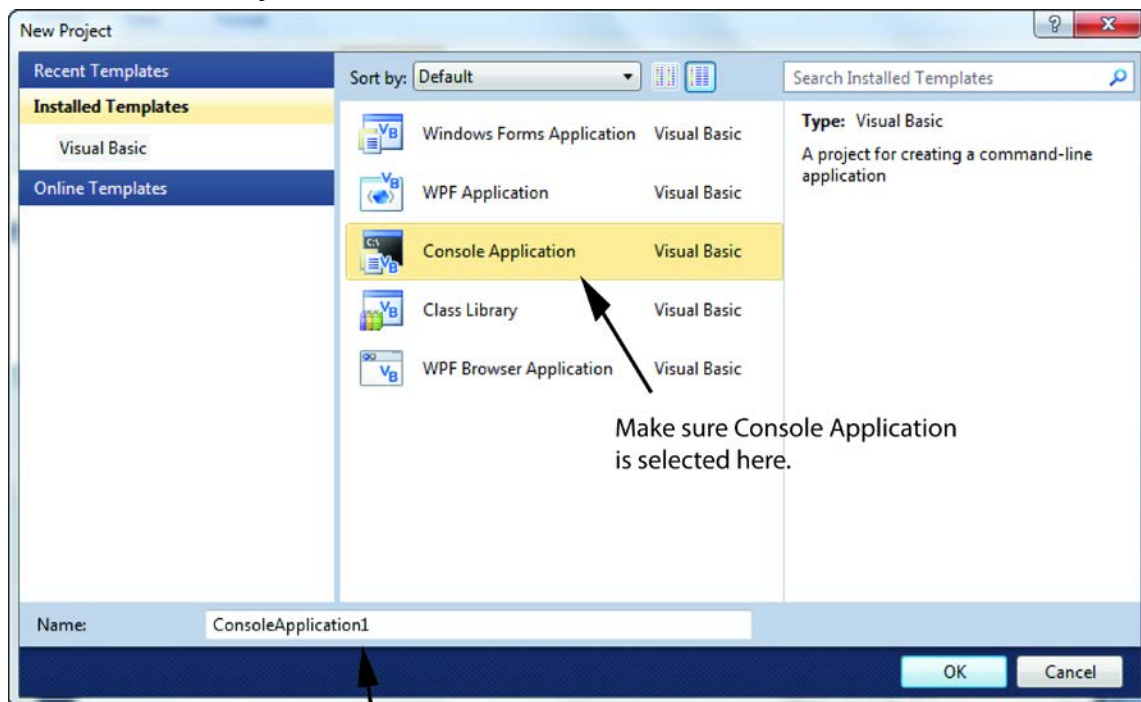 New Project
Recent Templates
Installed Templates
Visual Basic
Online Templates
Sort by: Default
Search Installed Templates
Windows Forms Application Visual Basic
WPF Application Visual Basic
Console Application Visual Basic
Class Library Visual Basic
WPF Browser Application Visual Basic
Type: Visual Basic
A project for creating a command-line
application
Make sure Console Application
is selected here.
Name: ConsoleApplication1
OK Cancel